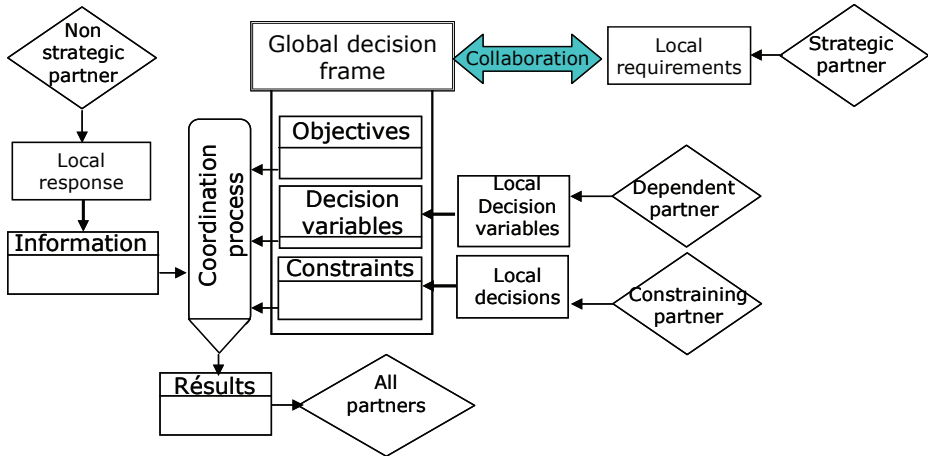 Non
strategic
partner
Global decision
frame
Collaboration
Local
requirements
Strategic
partner
Local
response
Information
Coordination
process
Objectives
Decision
variables
Constraints
Local
Decision
variables
Dependent
partner
Local
decisions
Constraining
partner
Résults
All
partners